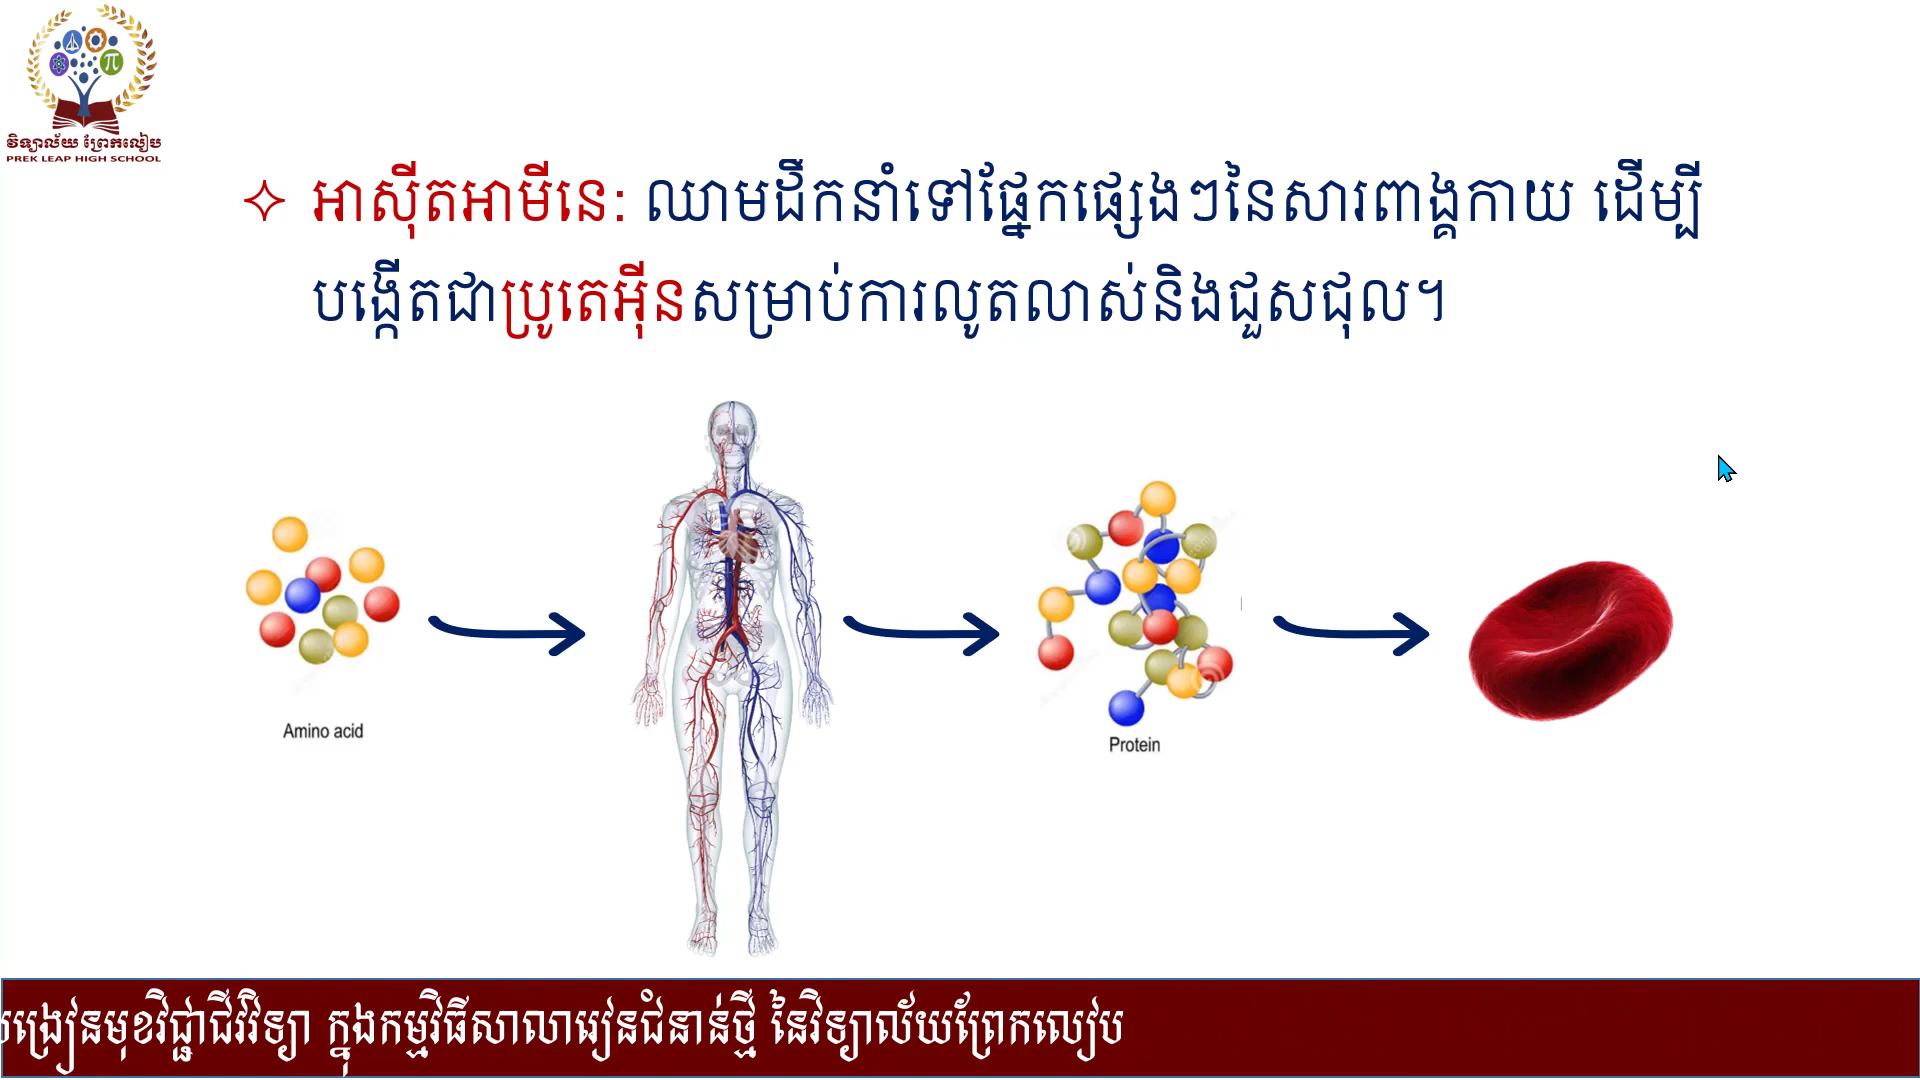 វិទ្យាល័យ ព្រែកលៀប
PREK LEAP HIGH SCHOOL
✧ អាស៊ីតអាមីនេ: ឈាមដឹកនាំទៅផ្នែកផ្សេងៗនៃសារពាង្គកាយ ដើម្បី
បង្កើតជាប្រូតេអ៊ីនសម្រាប់ការលូតលាស់និងជួសជុល។
Amino acid
Protein
បង្រៀនមុខវិជ្ជាជីវវិទ្យា ក្នុងកម្មវិធីសាលារៀនជំនាន់ថ្មី នៃវិទ្យាល័យព្រែកលៀប